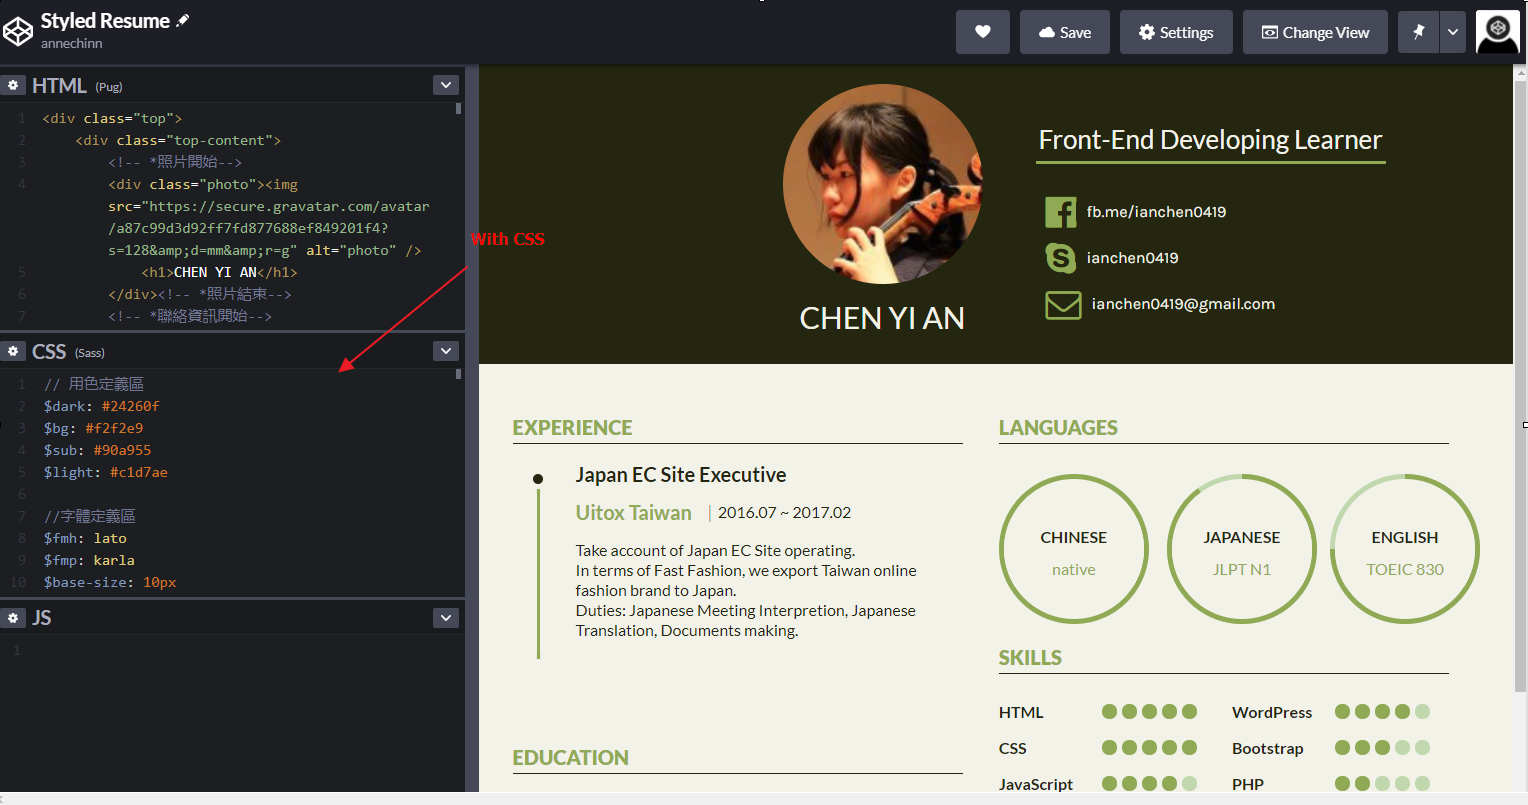 Styled Resume
annechinn
Save
Settings
Change View
HTML (Pug)
1 <div class="top">
2 <div class="top-content">
3 <!-- *照片開始-->
4 <div class="photo"><img
src="https://secure.gravatar.com/avatar
/a87c99d3d92ff7fd877688ef849201f4?
s=128&amp;d=mm&amp;r=g" alt="photo" />
5 <h1>CHEN YI AN</h1>
6 </div><!-- *照片結束-->
7 <!-- *聯絡資訊開始-->
With CSS
CSS (Sass)
1 // 用色定義區
2 $dark: #24260f
3 $bg: #f2f2e9
4 $sub: #90a955
5 $light: #c1d7ae
6
7 //字體定義區
8 $fmh: lato
9 $fmp: karla
10 $base-size: 10px
JS
1
CHEN YI AN
Front-End Developing Learner
fb.me/ianchen0419
ianchen0419
ianchen0419@gmail.com
EXPERIENCE
Japan EC Site Executive
Uitox Taiwan | 2016.07 ~ 2017.02
Take account of Japan EC Site operating.
In terms of Fast Fashion, we export Taiwan online
fashion brand to Japan.
Duties: Japanese Meeting Interpretion, Japanese
Translation, Documents making.
EDUCATION
LANGUAGES
CHINESE
native
JAPANESE
JLPT N1
ENGLISH
TOEIC 830
SKILLS
HTML
WordPress
CSS
Bootstrap
JavaScript
PHP